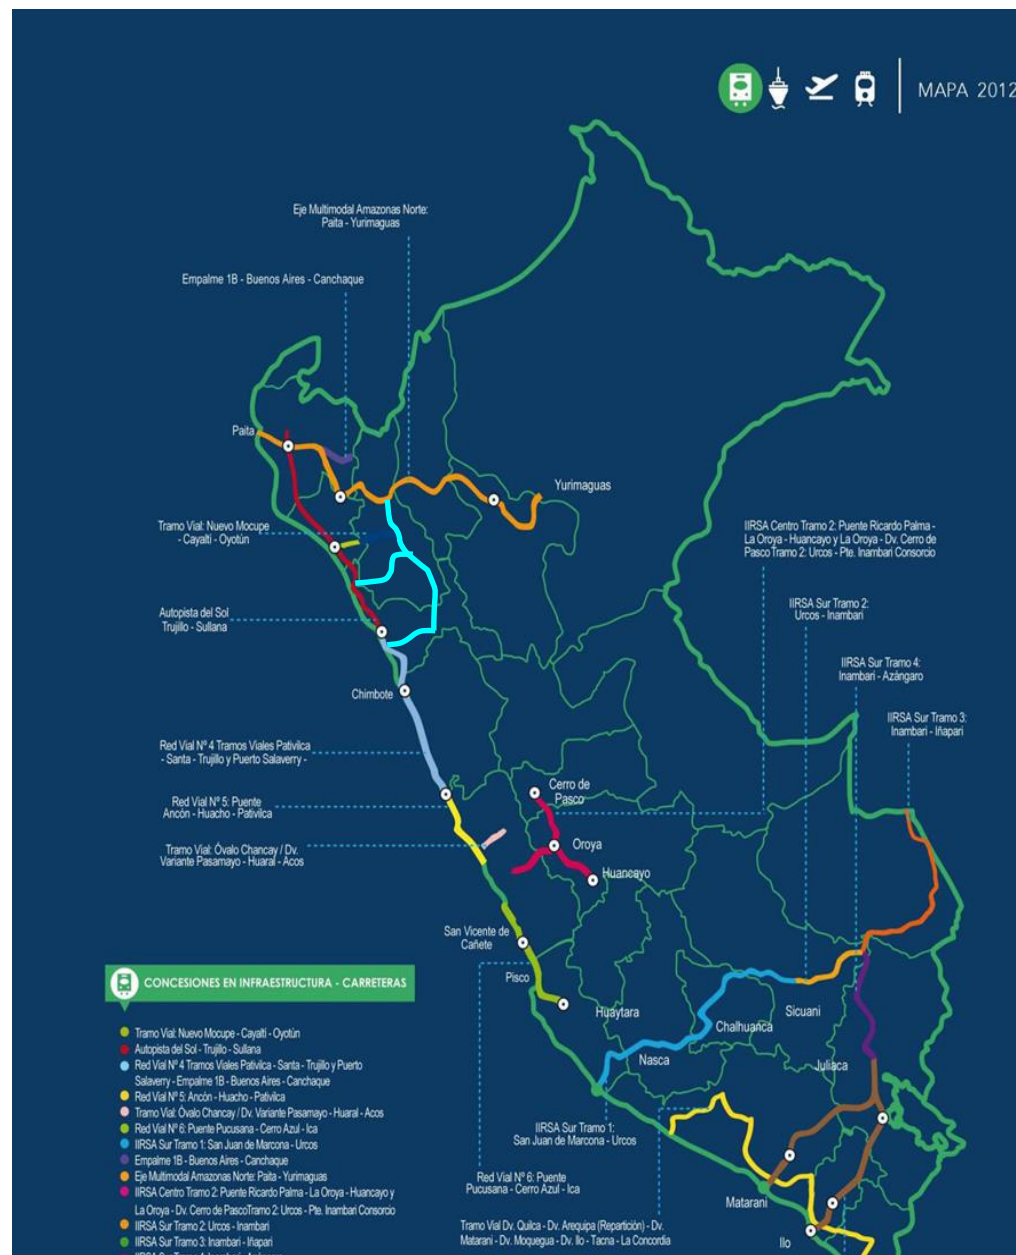 MAPA 2012
Eje Multimodal Amazonas Norte:
Paita - Yurimaguas
Empalme 1B - Buenos Aires - Canchaque
Paita
Yurimaguas
Tramo Vial: Nuevo Mocupe
- Cayaltí - Oyotún
IIRSA Centro Tramo 2: Puente Ricardo Palma -
La Oroya - Huancayo y La Oroya - Dv. Cerro de
PascoTramo 2: Urcos - Pte. Inambari Consorcio
IIRSA Sur Tramo 2:
Urcos - Inambari
Autopista del Sol
Trujillo - Sullana
IIRSA Sur Tramo 4:
Inambari - Azángaro
Chimbote
IIRSA Sur Tramo 3:
Inambari - Iñapari
Red Vial Nº 4 Tramos Viales Pativilca
- Santa - Trujillo y Puerto Salaverry -
Cerro de
Pasco
Red Vial Nº 5: Puente
Ancón - Huacho - Pativilca
Oroya
Tramo Vial: Óvalo Chancay / Dv.
Variante Pasamayo - Huaral - Acos
Huancayo
San Vicente de
Cañete
Pisco
CONCESIONES EN INFRAESTRUCTURA - CARRETERAS
Huaytara
Sicuani
Chalhuanca
Nasca
Juliaca
Tramo Vial: Nuevo Mocupe - Cayaltí - Oyotún
Autopista del Sol - Trujillo - Sullana
Red Vial Nº 4 Tramos Viales Pativilca - Santa - Trujillo y Puerto
Salaverry - Empalme 1B - Buenos Aires - Canchaque
Red Vial Nº 5: Ancón - Huacho - Pativilca
Tramo Vial: Óvalo Chancay / Dv. Variante Pasamayo - Huaral - Acos
Red Vial Nº 6: Puente Pucusana - Cerro Azul - Ica
IIRSA Sur Tramo 1: San Juan de Marcona - Urcos
Empalme 1B - Buenos Aires - Canchaque
Eje Multimodal Amazonas Norte: Paita - Yurimaguas
IIRSA Centro Tramo 2: Puente Ricardo Palma - La Oroya - Huancayo y
La Oroya - Dv. Cerro de PascoTramo 2: Urcos - Pte. Inambari Consorcio
IIRSA Sur Tramo 2: Urcos - Inambari
IIRSA Sur Tramo 3: Inambari - Iñapari
IIRSA Sur Tramo 1:
San Juan de Marcona - Urcos
Red Vial Nº 6: Puente
Pucusana - Cerro Azul - Ica
Matarani
Tramo Vial Dv. Quilca - Dv. Arequipa (Repartición) - Dv.
Matarani - Dv. Moquegua - Dv. Ilo - Tacna - La Concordia
Ilo